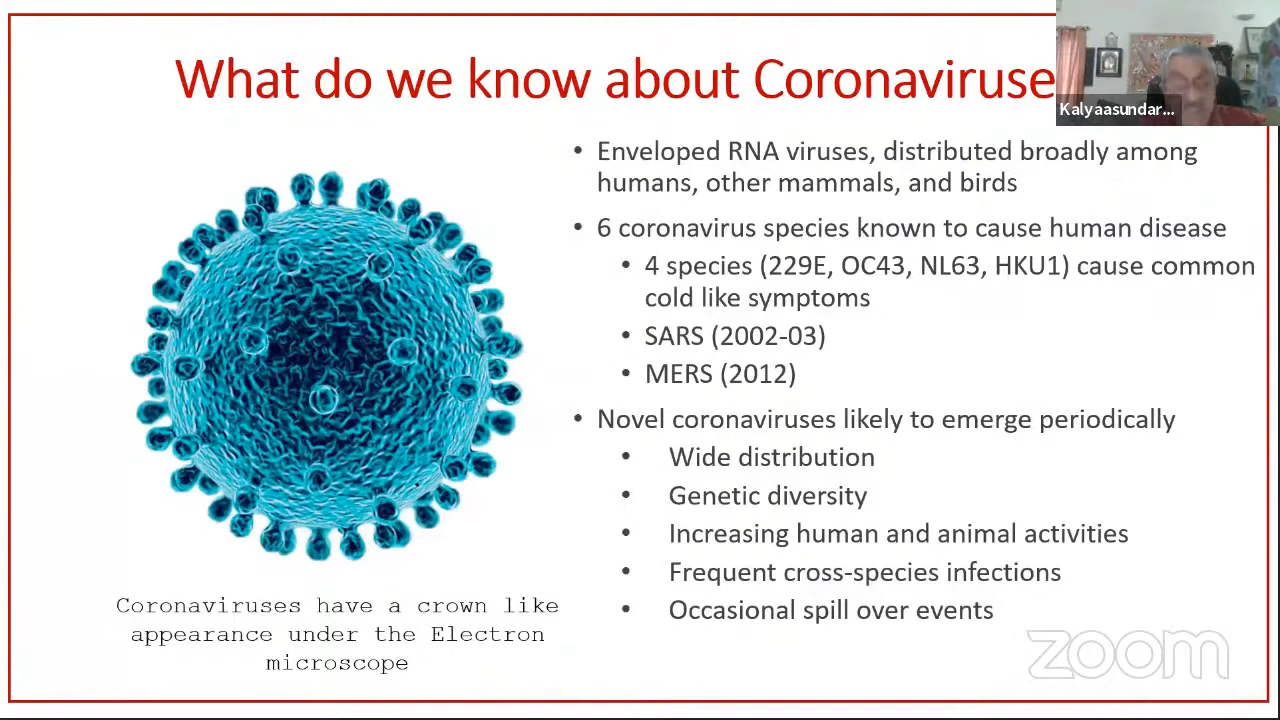 What do we know about Coronaviruse
Kalyaasundar...
• Enveloped RNA viruses, distributed broadly among
humans, other mammals, and birds
• 6 coronavirus species known to cause human disease
• 4 species (229E, OC43, NL63, HKU1) cause common
cold like symptoms
• SARS (2002-03)
• MERS (2012)
• Novel coronaviruses likely to emerge periodically
• Wide distribution
• Genetic diversity
• Increasing human and animal activities
• Frequent cross-species infections
• Occasional spill over events
Coronaviruses have a crown like
appearance under the Electron
microscope
zoom